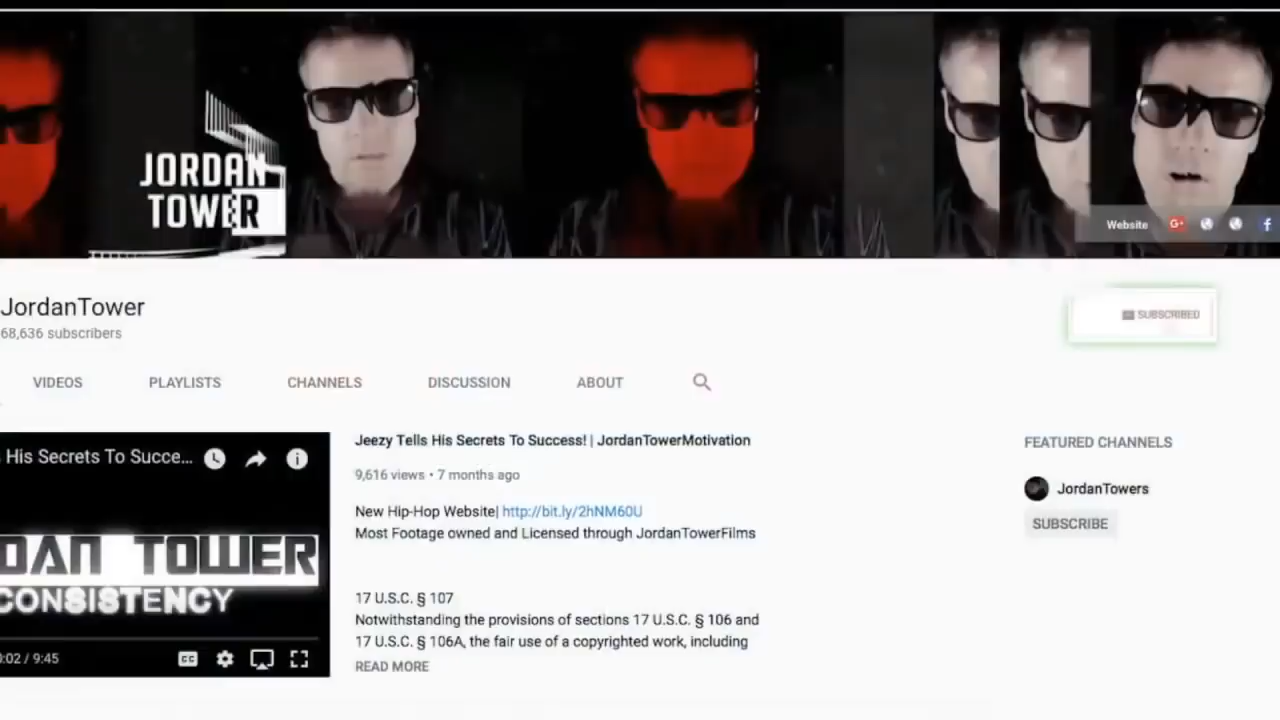 JORDAN
TOWER
Website
JordanTower
68,636 subscribers
SUBSCRIBED
VIDEOS PLAYLISTS CHANNELS DISCUSSION ABOUT
His Secrets To Succe...
DAN TOWER
CONSISTENCY
0:02 / 9:45
CC
Jeezy Tells His Secrets To Success! | JordanTowerMotivation
9,616 views • 7 months ago
New Hip-Hop Website| http://bit.ly/2hNM60U
Most Footage owned and Licensed through JordanTowerFilms
17 U.S.C. § 107
Notwithstanding the provisions of sections 17 U.S.C. § 106 and
17 U.S.C. § 106A, the fair use of a copyrighted work, including
READ MORE
FEATURED CHANNELS
JordanTowers
SUBSCRIBE